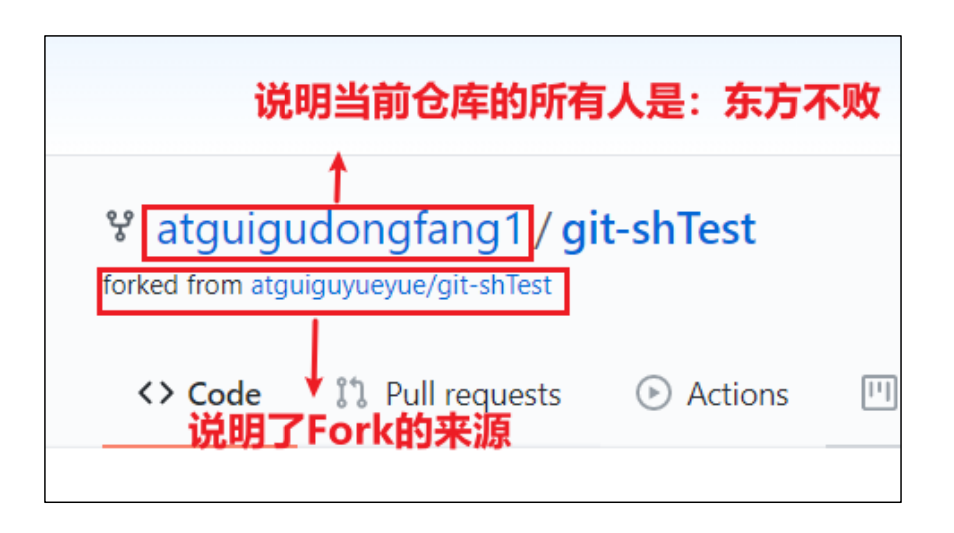 说明当前仓库的所有人是：东方不败
atguigudongfang1 / git-shTest
forked from atguiguyueyue/git-shTest
Code Pull requests Actions
说明了Fork的来源